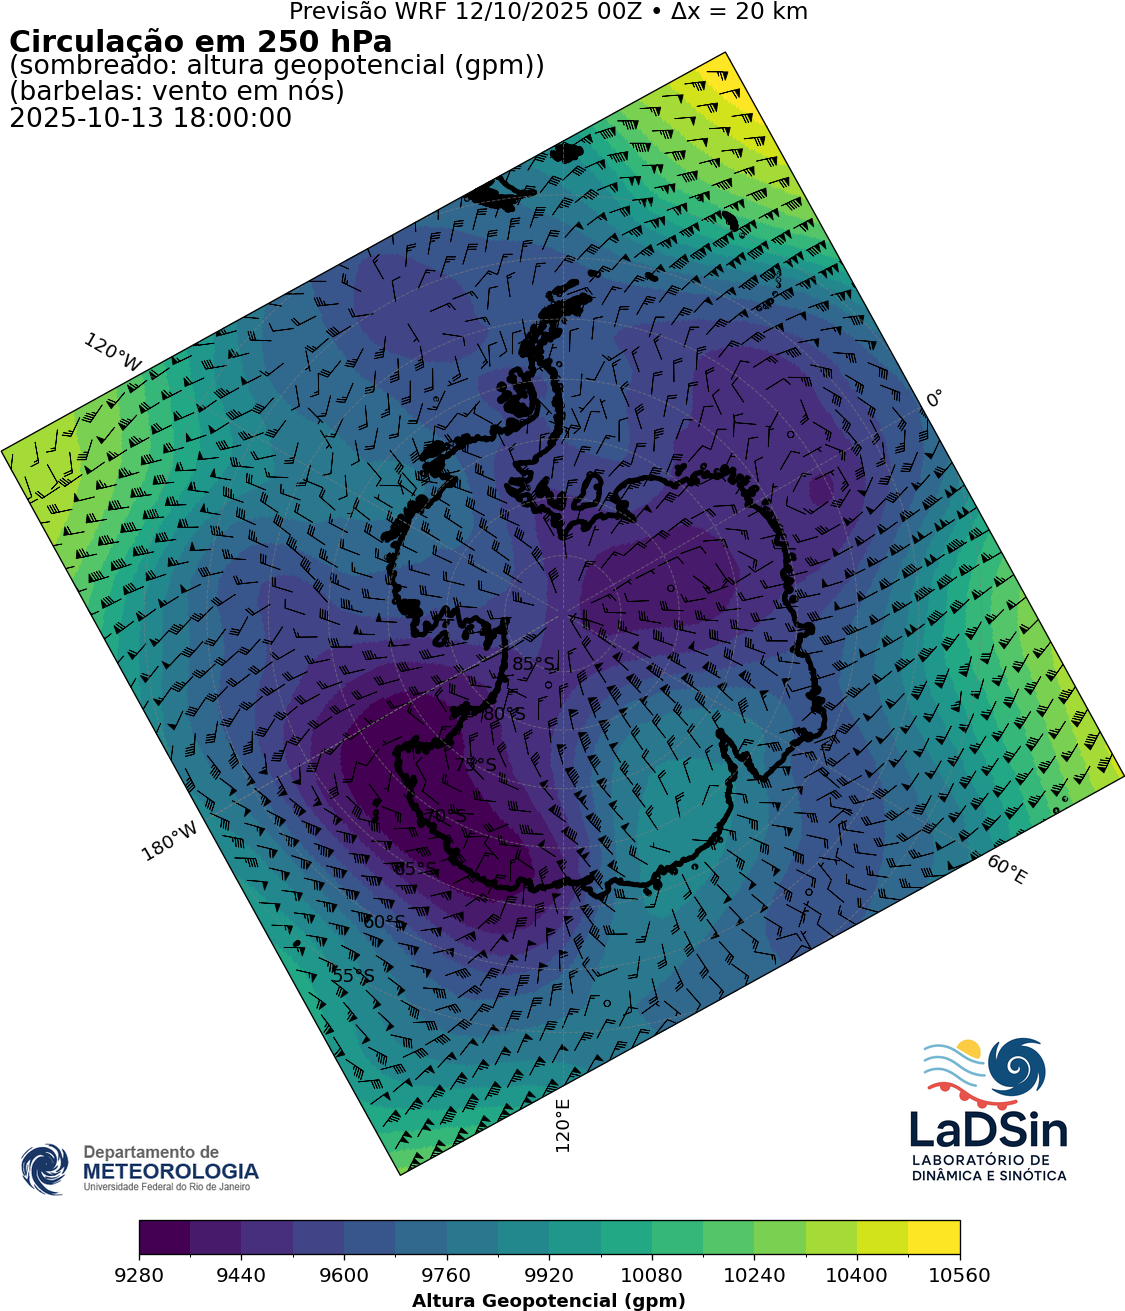 Previsão WRF 12/10/2025 00Z • Δx = 20 km
Circulação em 250 hPa
(sombreado: altura geopotencial (gpm))
(barbelas: vento em nós)
2025-10-13 18:00:00
120°W
0°
85°S
80°S
75°S
70°S
65°S
60°S
55°S
180°W
60°E
120°E
LaDSin
LABORATÓRIO DE
DINÂMICA E SINÓTICA
Departamento de
METEOROLOGIA
Universidade Federal do Rio de Janeiro
9280 9440 9600 9760 9920 10080 10240 10400 10560
Altura Geopotencial (gpm)